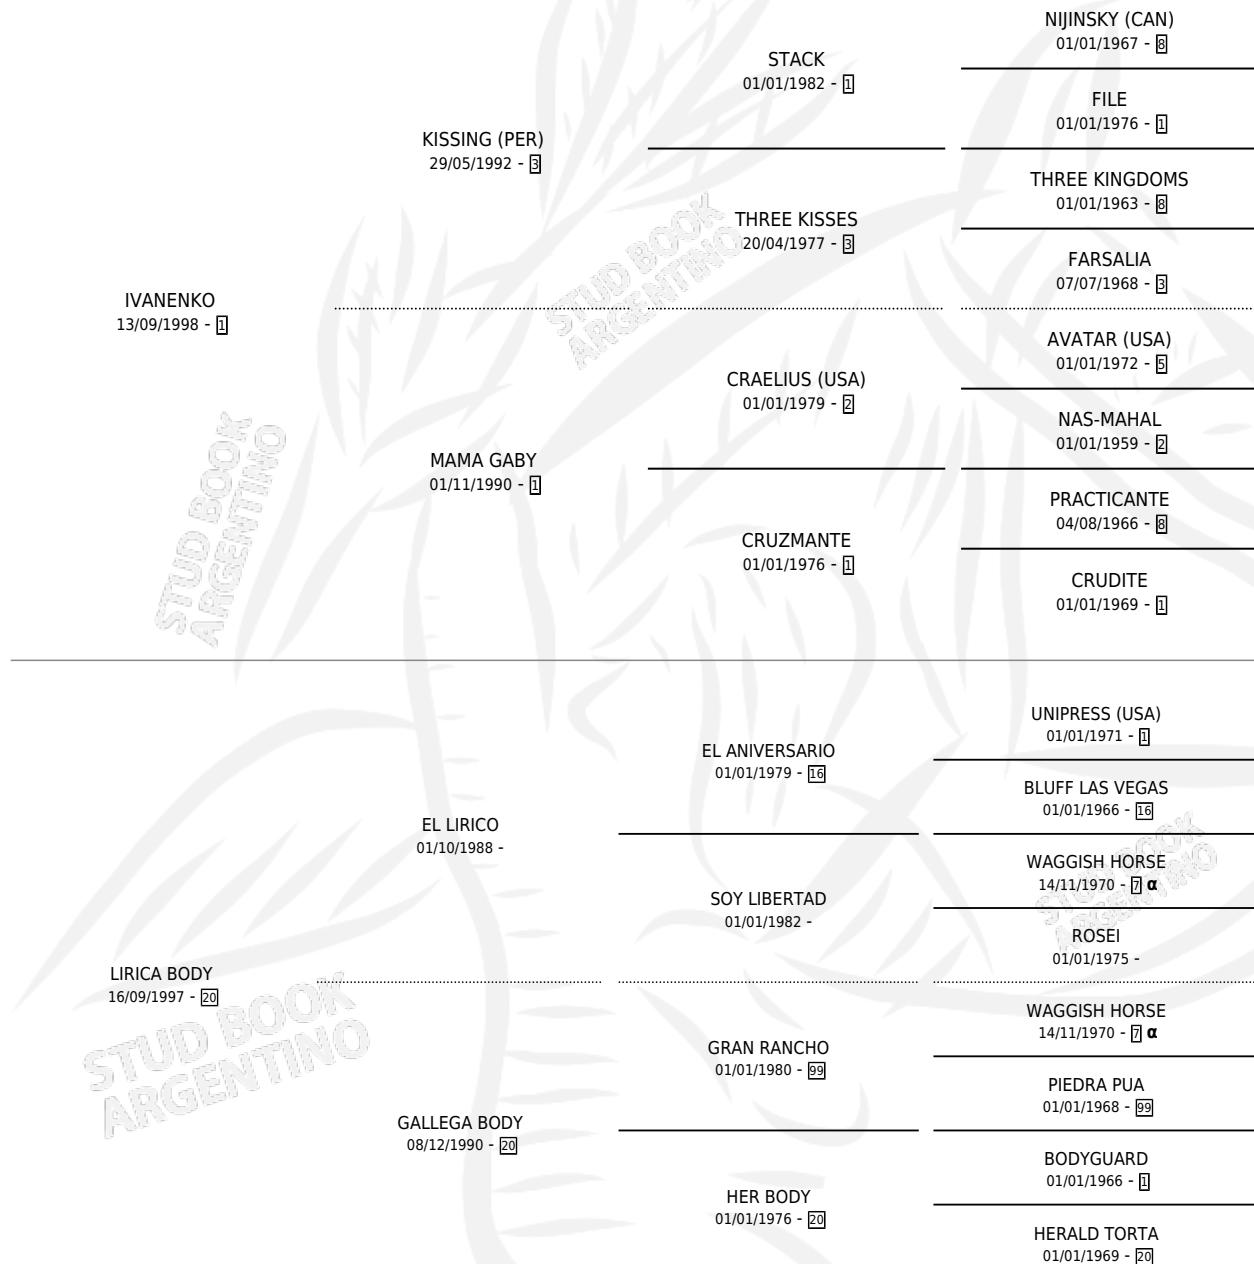 NIJINSKY (CAN)
01/01/1967 - 8
STACK
01/01/1982 - 1
FILE
01/01/1976 - 1
KISSING (PER)
29/05/1992 - 3
THREE KINGDOMS
01/01/1963 - 8
THREE KISSES
20/04/1977 - 3
FARSALIA
07/07/1968 - 3
IVANENKO
13/09/1998 - 1
STUD BOOK
ARGENTINO
AVATAR (USA)
01/01/1972 - 5
CRAELIUS (USA)
01/01/1979 - 2
NAS-MAHAL
01/01/1959 - 2
MAMA GABY
01/11/1990 - 1
PRACTICANTE
04/08/1966 - 8
CRUZMANTE
01/01/1976 - 1
CRUDITE
01/01/1969 - 1
STUD BOOK
ARGENTINO
UNIPRESS (USA)
01/01/1971 - 1
EL ANIVERSARIO
01/01/1979 - 16
BLUFF LAS VEGAS
01/01/1966 - 16
EL LIRICO
01/10/1988 -
WAGGISH HORSE
14/11/1970 - 7 α
SOY LIBERTAD
01/01/1982 -
ROSEI
01/01/1975 -
STUD BOOK
ARGENTINO
LIRICA BODY
16/09/1997 - 20
STUD BOOK
ARGENTINO
WAGGISH HORSE
14/11/1970 - 7 α
GRAN RANCHO
01/01/1980 - 99
PIEDRA PUA
01/01/1968 - 99
GALLEGA BODY
08/12/1990 - 20
BODYGUARD
01/01/1966 - 1
HER BODY
01/01/1976 - 20
HERALD TORTA
01/01/1969 - 20